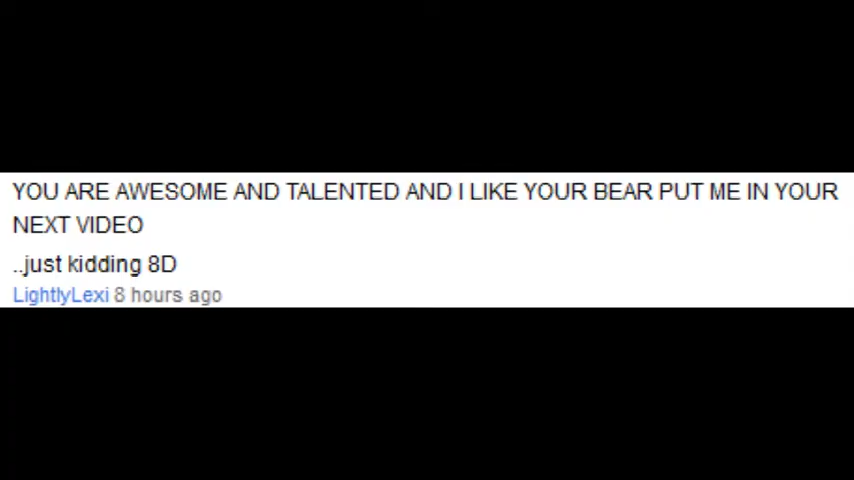 YOU ARE AWESOME AND TALENTED AND I LIKE YOUR BEAR PUT ME IN YOUR
NEXT VIDEO
..just kidding 8D
LightlyLexi 8 hours ago